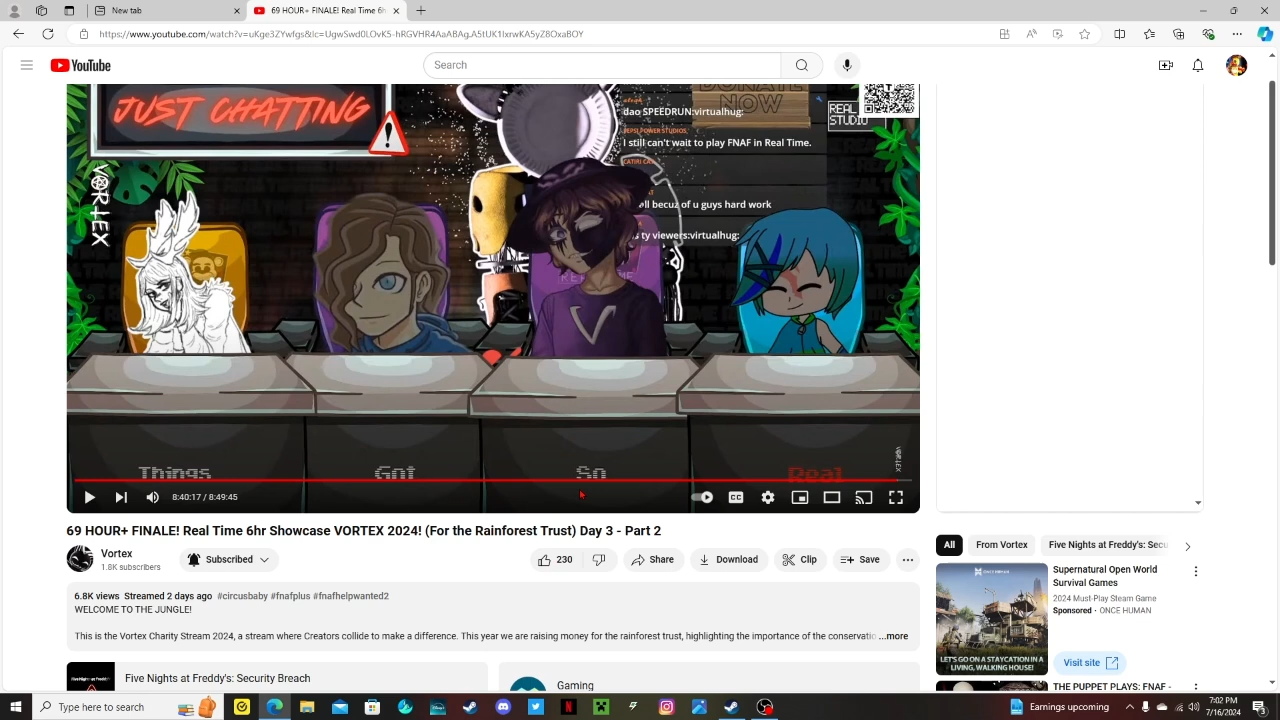 New tab
69 HOUR+ FINALE! Real Time 6h
https://www.youtube.com/watch?v=uKge3ZYwfgs&lc=UgwSwd0LOvK5-hRGVHR4AaABAg.A5tUK1IxrwKA5yZ8OxaBOY
YouTube
Search
JUST CHATTING
DONATE
NOW
dao SPEEDRUN:virtualhug:
REAL
STUDIO
PEPSI POWER STUDIOS,
I still can't wait to play FNAF in Real Time.
VORTEX
ll becuz of u guys hard work
ty viewers:virtualhug:
V
Things
Got
So
Real
VORTEX
8:40:17 / 8:49:45
CC
69 HOUR+ FINALE! Real Time 6hr Showcase VORTEX 2024! (For the Rainforest Trust) Day 3 - Part 2
Vortex
1.8K subscribers
Subscribed
230
Share
Download
Clip
Save
6.8K views Streamed 2 days ago #circusbaby #fnafplus #fnafhelpwanted2
WELCOME TO THE JUNGLE!
This is the Vortex Charity Stream 2024, a stream where Creators collide to make a difference. This year we are raising money for the rainforest trust, highlighting the importance of the conservatio ...more
Five Nights at Freddy's: Security Breach
Gaming
All
From Vortex
Five Nights at Freddy's: Secu
ONCE HUMAN
LET'S GO ON A STAYCATION IN A
LIVING, WALKING HOUSE!
Supernatural Open World
Survival Games
2024 Must-Play Steam Game
Sponsored · ONCE HUMAN
Visit site
THE PUPPET PLAYS: FNAF -
Type here to search
Earnings upcoming
7:02 PM
7/16/2024